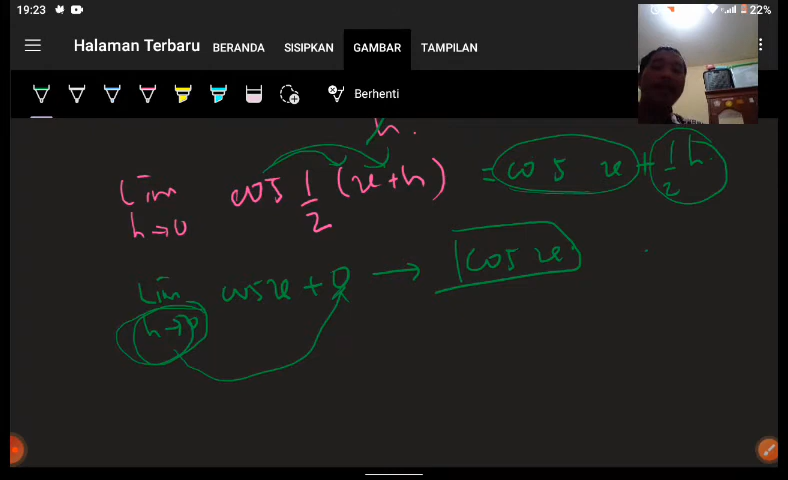 19:23 22%
Halaman Terbaru BERANDA SISIPKAN GAMBAR TAMPILAN
Berhenti
h.
Lim h→0 cos 1/2 (x+h) = cos x + 1/2 h.
Lim h→0 cos x + 0 → cos x